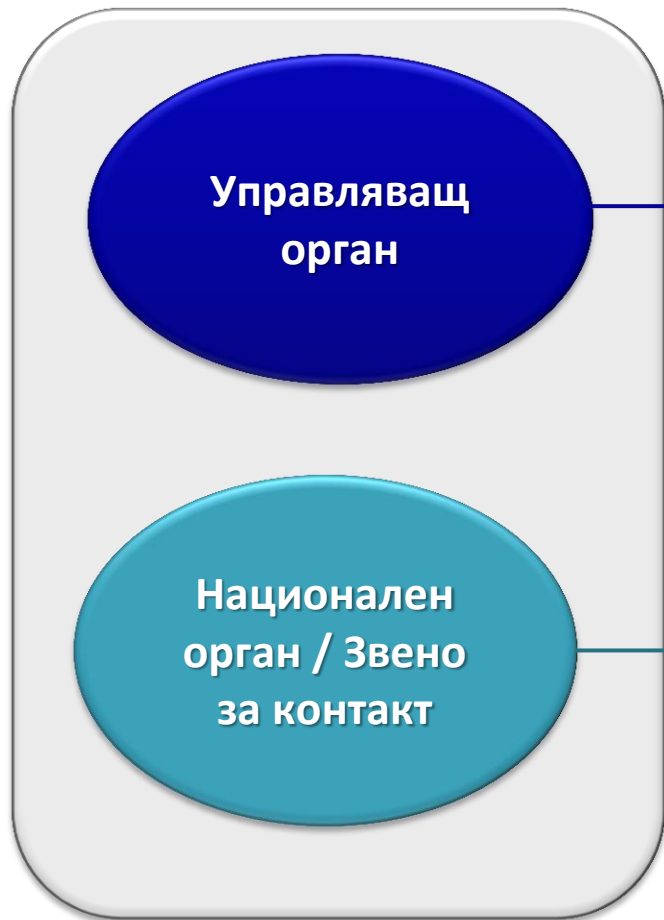 Управляващ
орган
Национален
орган / Звено
за контакт